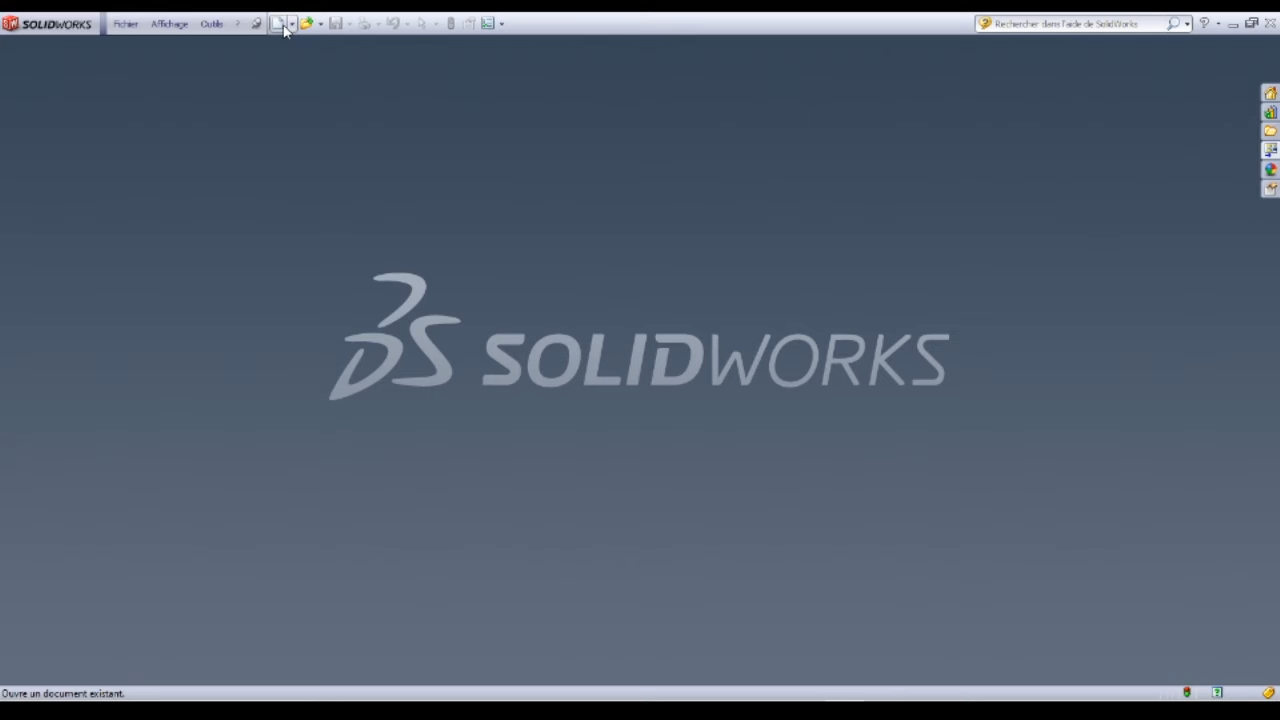 SOLIDWORKS Fichier Affichage Outils ? Rechercher dans l'aide de SolidWorks ?
SOLIDWORKS
Ouvre un document existant.